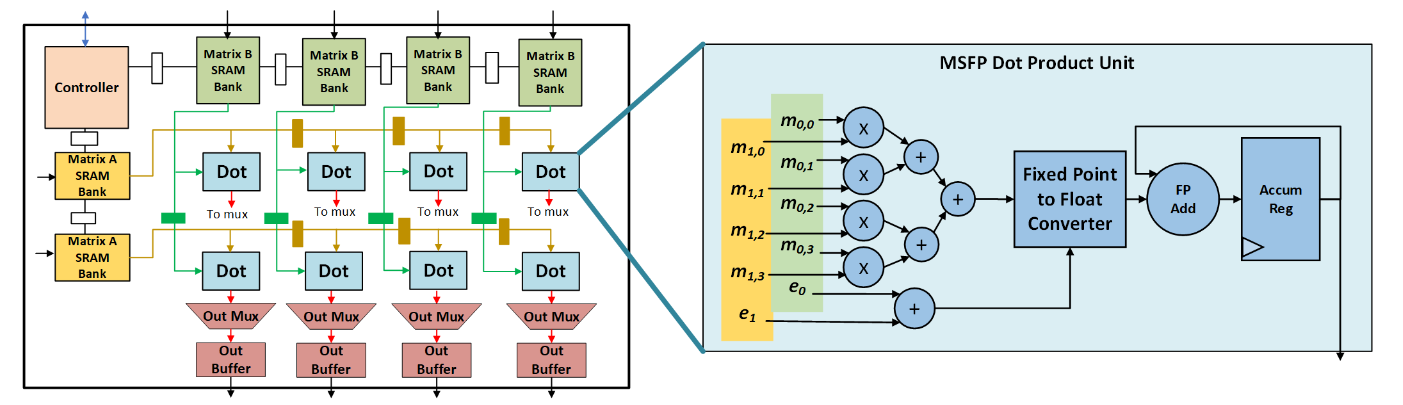 Controller
Matrix B
SRAM
Bank
Matrix B
SRAM
Bank
Matrix B
SRAM
Bank
Matrix B
SRAM
Bank
Matrix A
SRAM
Bank
Dot
Dot
Dot
Dot
To mux
To mux
To mux
To mux
Matrix A
SRAM
Bank
Dot
Dot
Dot
Dot
Out Mux
Out Mux
Out Mux
Out Mux
Out
Buffer
Out
Buffer
Out
Buffer
Out
Buffer
MSFP Dot Product Unit
m0,0
m1,0
m0,1
m1,1
m0,2
m1,2
m0,3
m1,3
e0
e1
X
X
X
X
+
+
+
+
Fixed Point
to Float
Converter
FP
Add
Accum
Reg